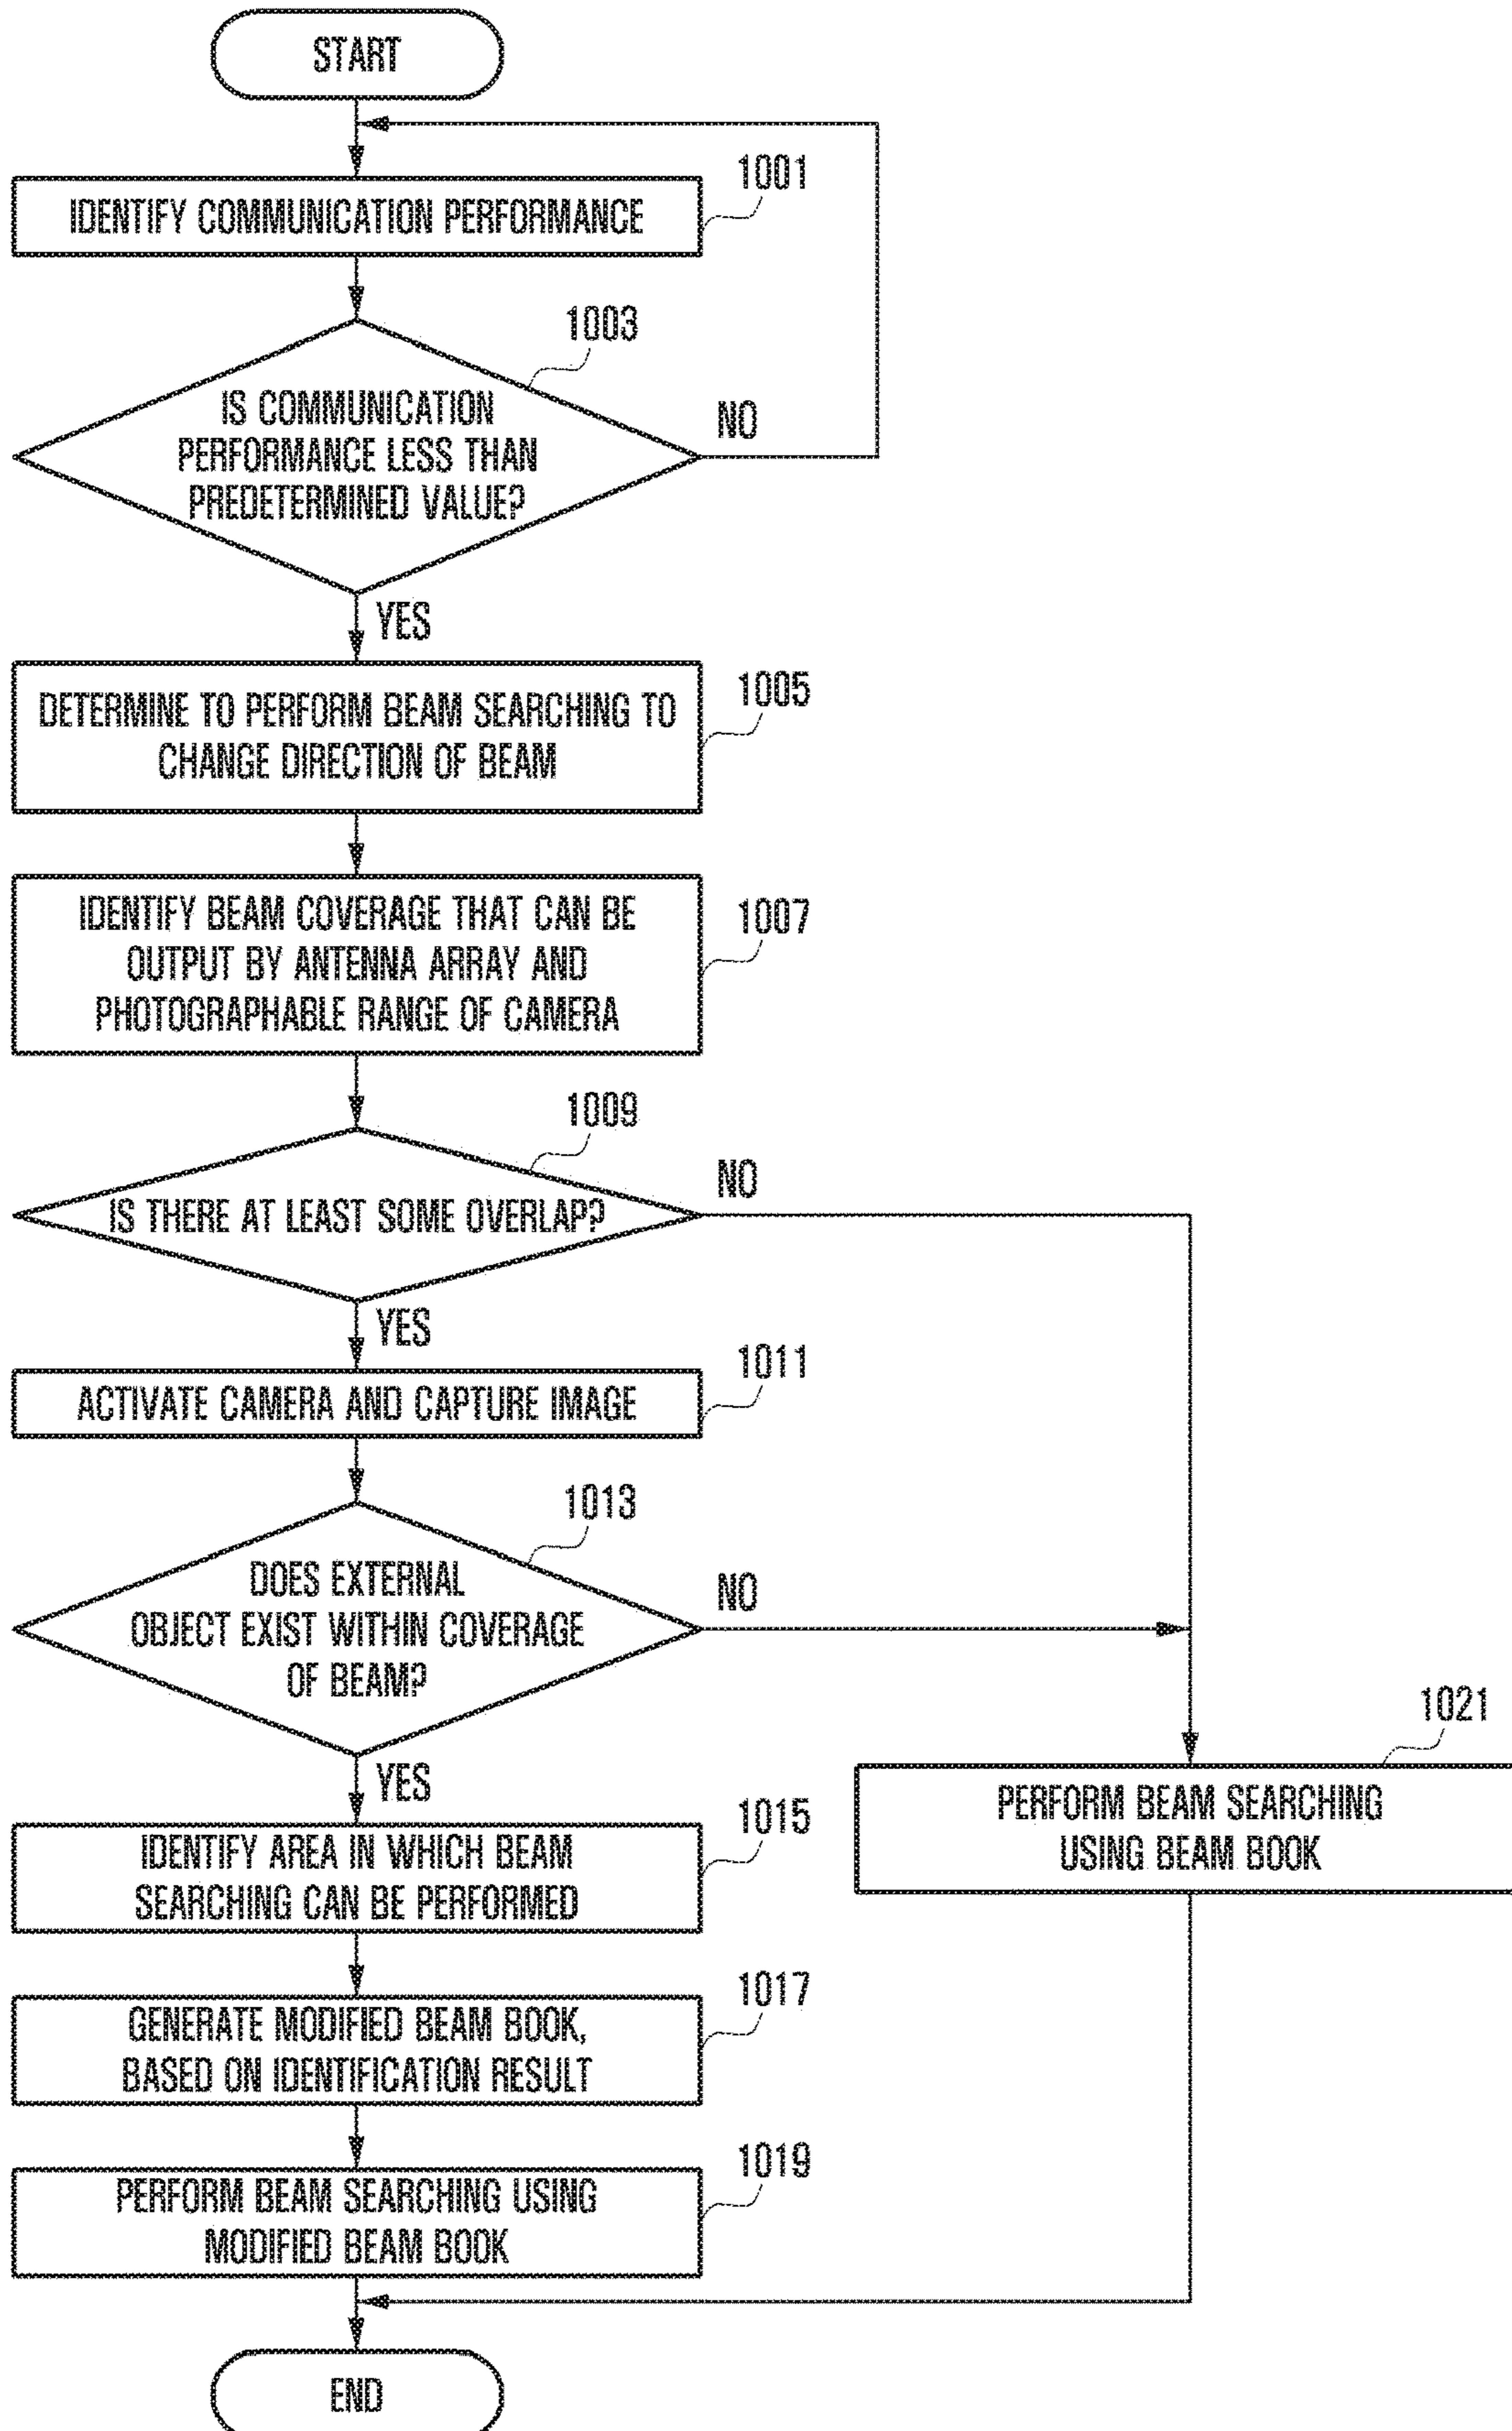 START
1001
IDENTIFY COMMUNICATION PERFORMANCE
1003
IS COMMUNICATION
PERFORMANCE LESS THAN
PREDETERMINED VALUE?
NO
YES
1005
DETERMINE TO PERFORM BEAM SEARCHING TO
CHANGE DIRECTION OF BEAM
1007
IDENTIFY BEAM COVERAGE THAT CAN BE
OUTPUT BY ANTENNA ARRAY AND
PHOTOGRAPHABLE RANGE OF CAMERA
1009
IS THERE AT LEAST SOME OVERLAP?
NO
YES
1011
ACTIVATE CAMERA AND CAPTURE IMAGE
1013
DOES EXTERNAL
OBJECT EXIST WITHIN COVERAGE
OF BEAM?
NO
YES
1015
IDENTIFY AREA IN WHICH BEAM
SEARCHING CAN BE PERFORMED
1021
PERFORM BEAM SEARCHING
USING BEAM BOOK
1017
GENERATE MODIFIED BEAM BOOK,
BASED ON IDENTIFICATION RESULT
1019
PERFORM BEAM SEARCHING USING
MODIFIED BEAM BOOK
END